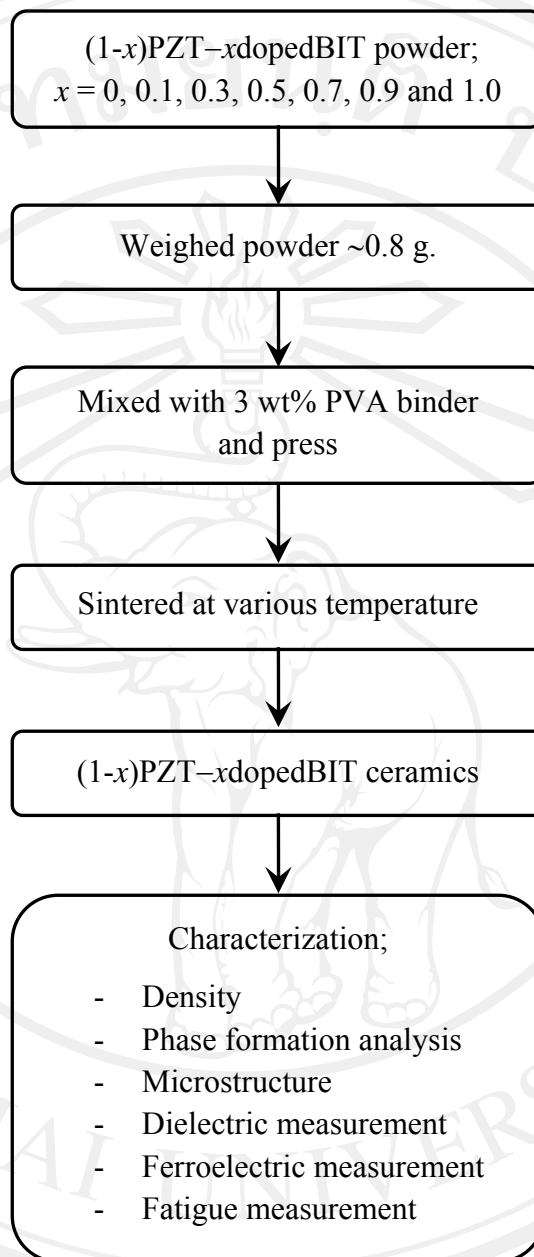 (1-x)PZT–xdopedBIT powder;
x = 0, 0.1, 0.3, 0.5, 0.7, 0.9 and 1.0
Weighed powder ~0.8 g.
Mixed with 3 wt% PVA binder
and press
Sintered at various temperature
(1-x)PZT–xdopedBIT ceramics
Characterization;
- Density
- Phase formation analysis
- Microstructure
- Dielectric measurement
- Ferroelectric measurement
- Fatigue measurement